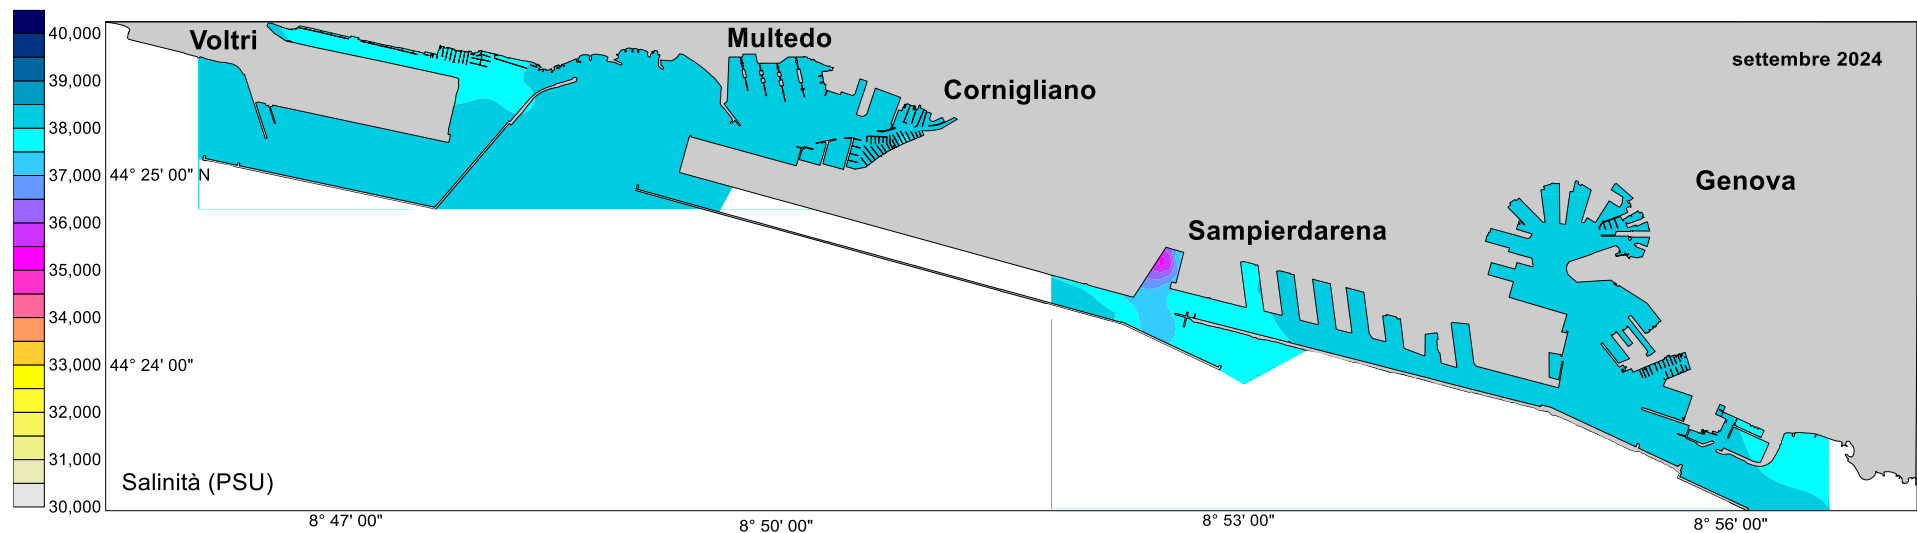 40,000
39,000
38,000
37,000
36,000
35,000
34,000
33,000
32,000
31,000
30,000
Voltri
Multedo
settembre 2024
Cornigliano
44° 25' 00" N
Genova
Sampierdarena
44° 24' 00"
Salinità (PSU)
8° 47' 00"
8° 50' 00"
8° 53' 00"
8° 56' 00"